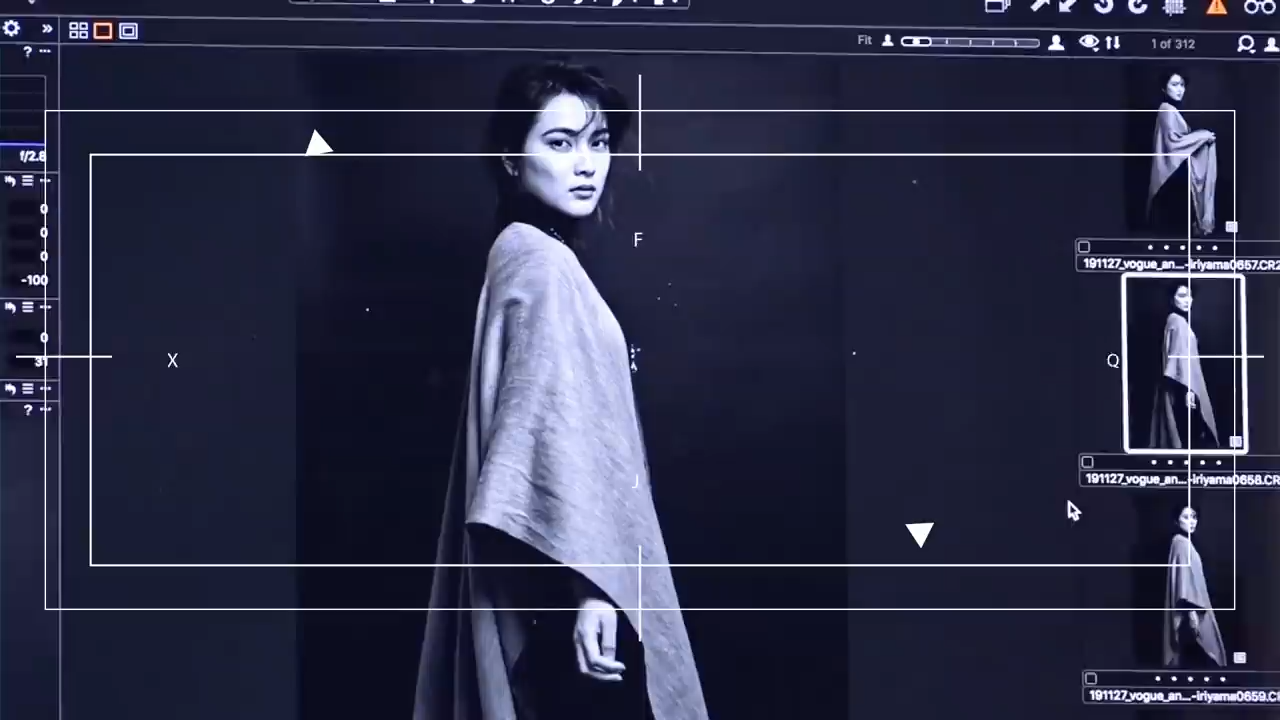 Fit
1 of 312
?
f/2.8
0
0
0
-100
0
31
?
F
X
Q
J
191127_vogue_an...-iriyama0657.CR2
191127_vogue_an...-iriyama0658.CR
191127_vogue_an...-iriyama0659.CR